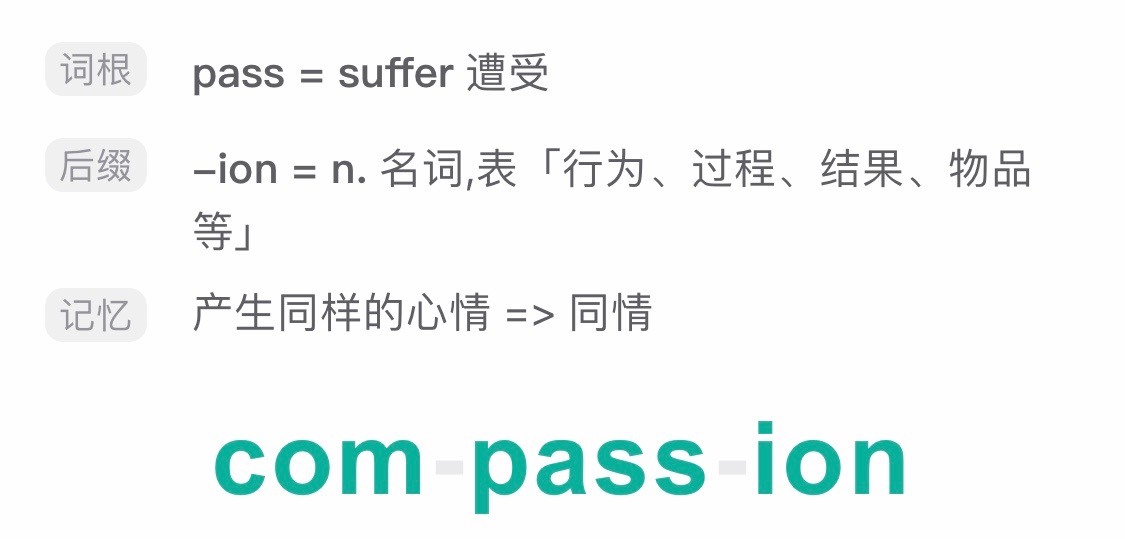 词根 pass = suffer 遭受
后缀 –ion = n. 名词,表「行为、过程、结果、物品
等」
记忆 产生同样的心情 => 同情
com-pass-ion